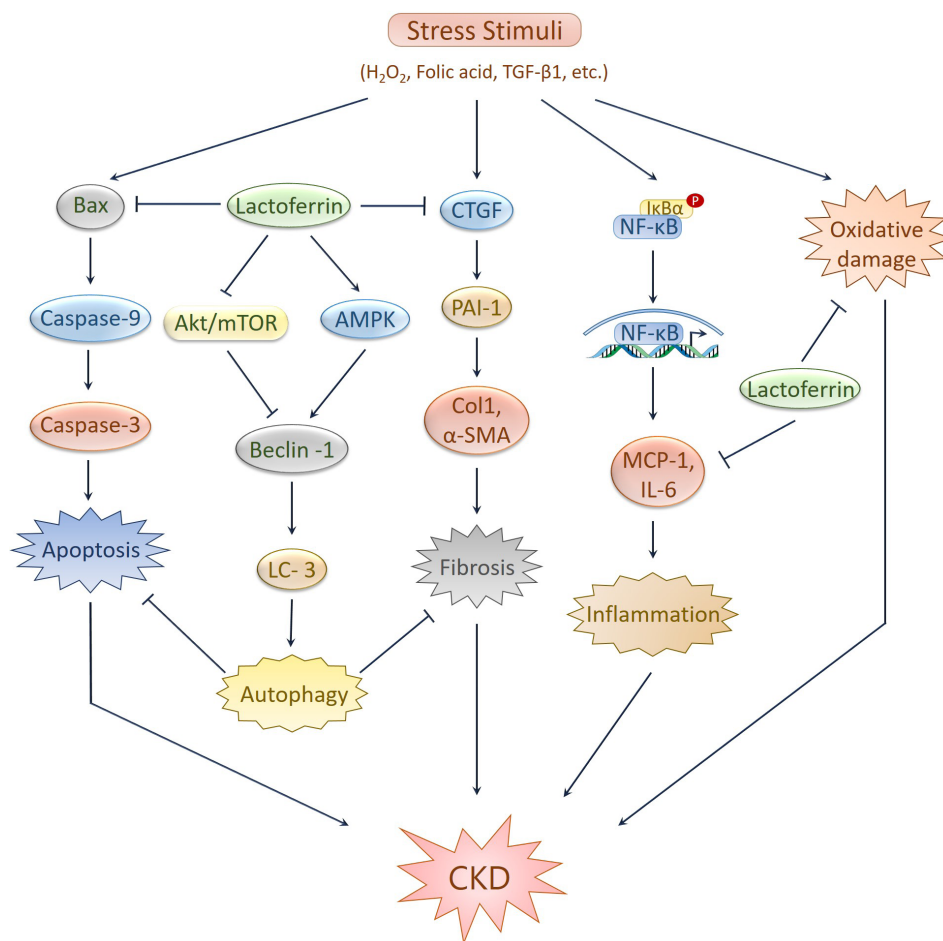 Stress Stimuli
(H₂O₂, Folic acid, TGF-β1, etc.)
Bax
Lactoferrin
CTGF
IκBα
P
NF-κB
Oxidative
damage
Caspase-9
Akt/mTOR
AMPK
PAI-1
NF-κB
Lactoferrin
Caspase-3
Beclin -1
Col1,
α-SMA
MCP-1,
IL-6
Apoptosis
LC- 3
Fibrosis
Inflammation
Autophagy
CKD